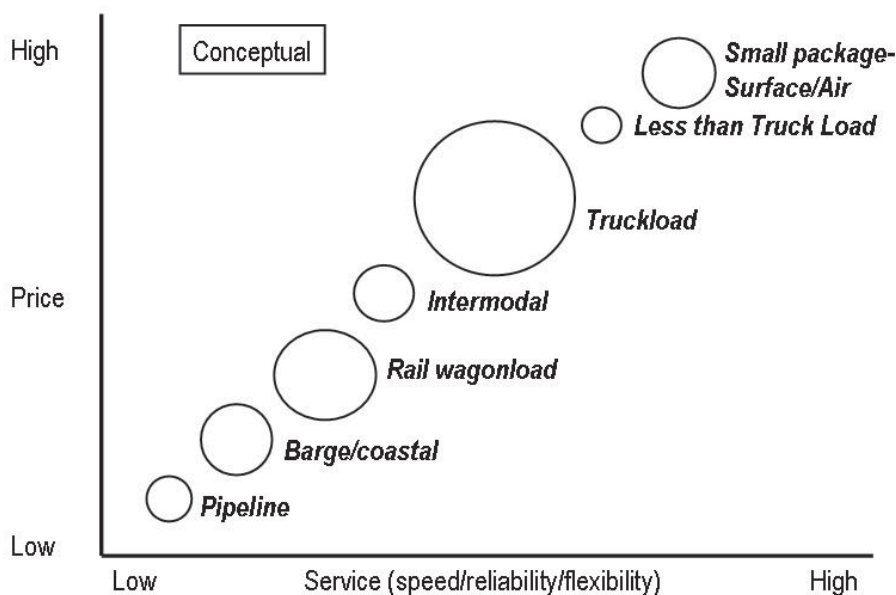 High
Conceptual
Small package-
Surface/Air
Less than Truck Load
Truckload
Price
Intermodal
Rail wagonload
Barge/coastal
Pipeline
Low
Low
Service (speed/reliability/flexibility)
High